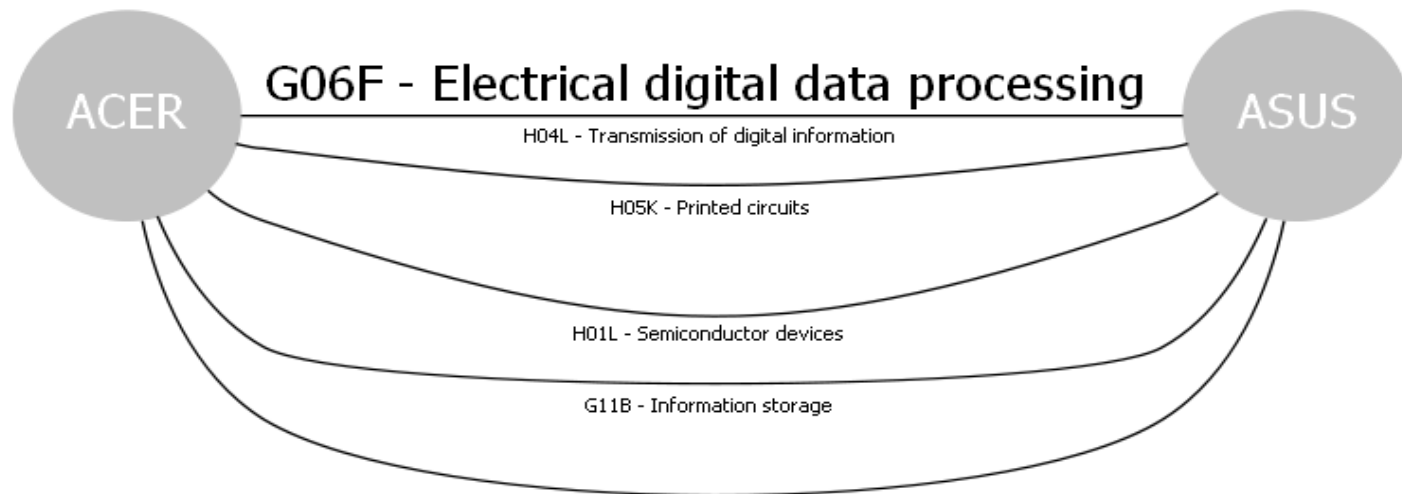 G06F - Electrical digital data processing
ACER
ASUS
H04L - Transmission of digital information
H05K - Printed circuits
H01L - Semiconductor devices
G11B - Information storage